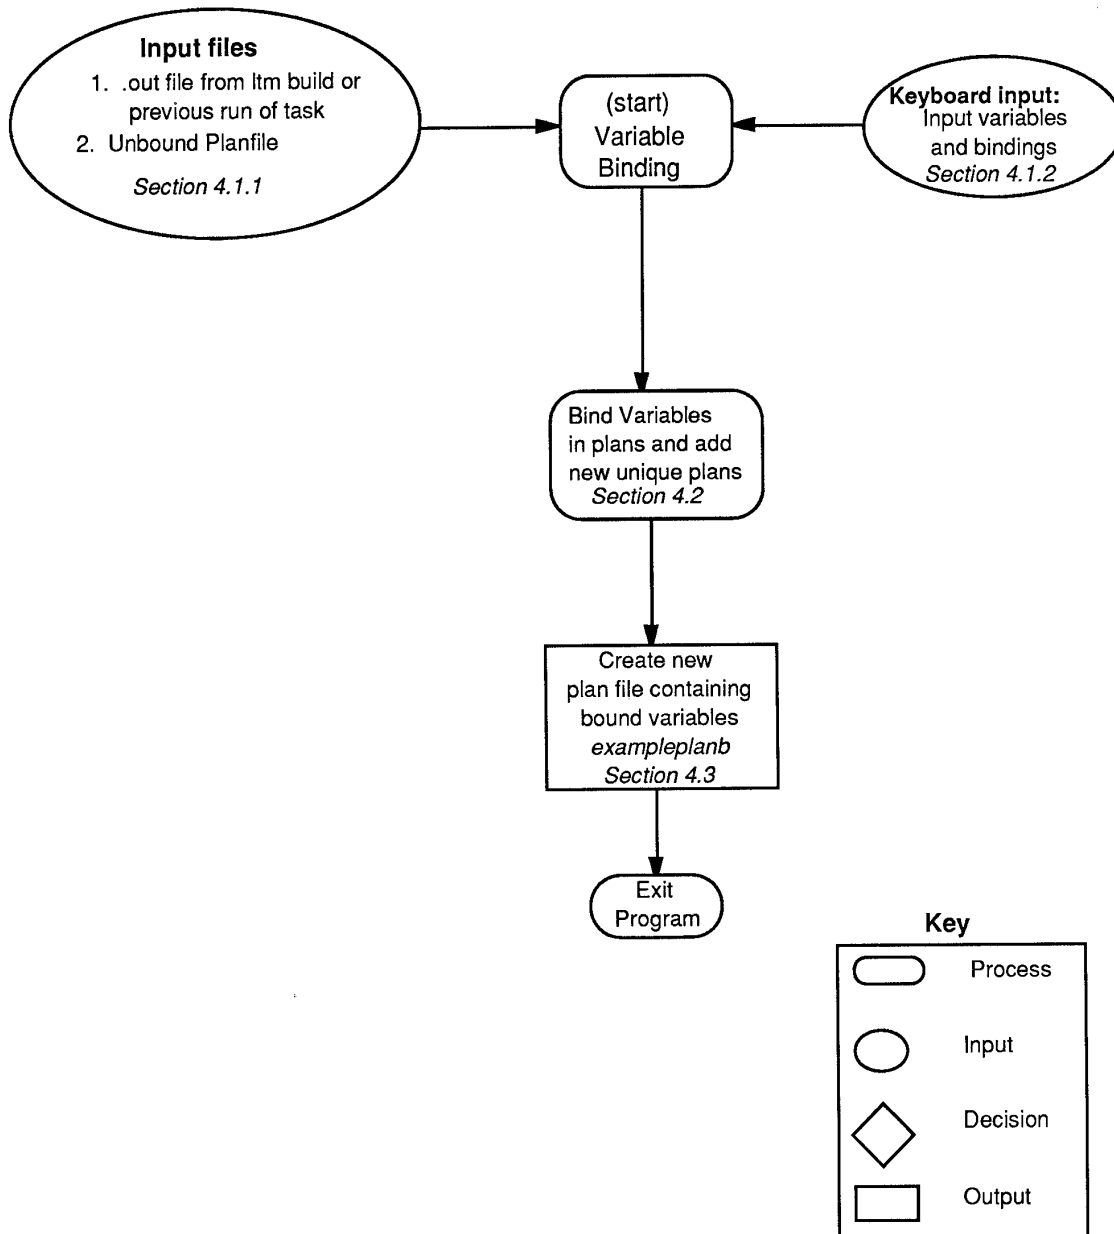 Input files
1. .out file from ltm build or
previous run of task
2. Unbound Planfile
Section 4.1.1
(start)
Variable
Binding
Keyboard input:
Input variables
and bindings
Section 4.1.2
Bind Variables
in plans and add
new unique plans
Section 4.2
Create new
plan file containing
bound variables
exampleplanb
Section 4.3
Exit
Program
Key
Process
Input
Decision
Output